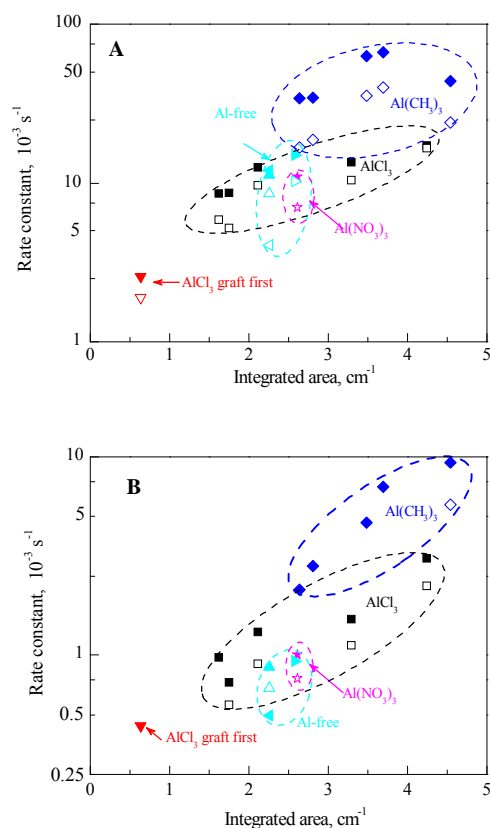 100
A
50
Al-free
Al(CH₃)₃
AlCl₃
10
5
Al(NO₃)₃
AlCl₃ graft first
1
0 1 2 3 4 5
Rate constant, 10⁻³ s⁻¹
Integrated area, cm⁻¹
10
B
Al(CH₃)₃
5
AlCl₃
1
Al(NO₃)₃
0.5
AlCl₃ graft first
Al-free
0.25
0 1 2 3 4 5
Rate constant, 10⁻³ s⁻¹
Integrated area, cm⁻¹